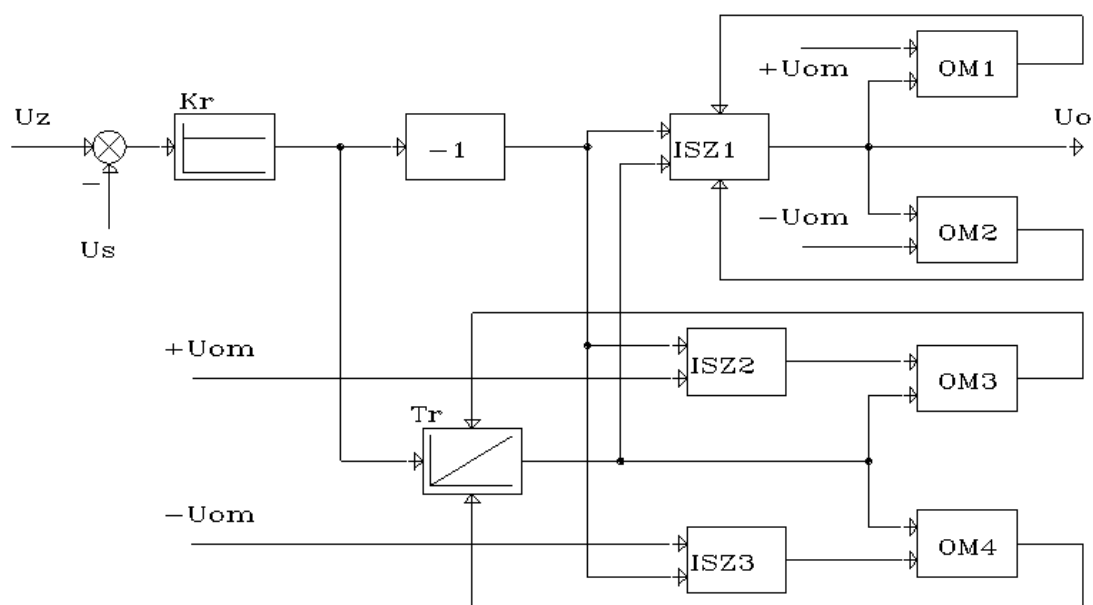 Uz
Kr
-1
ISZ1
+Uom
OM1
Uo
−
Us
-Uom
OM2
+Uom
ISZ2
OM3
Tr
-Uom
ISZ3
OM4